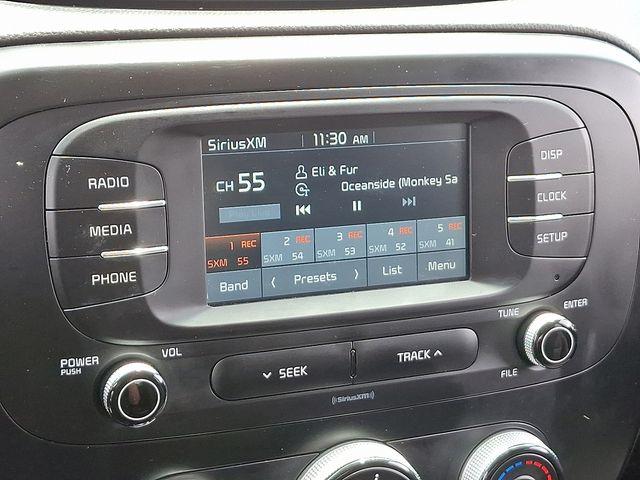 SiriusXM 11:30 AM
RADIO
MEDIA
PHONE
CH 55
Eli & Fur
Oceanside (Monkey Sa
Play Live
1 REC
SXM 55
2 REC
SXM 54
3 REC
SXM 53
4 REC
SXM 52
5 REC
SXM 41
Band
Presets
List
Menu
DISP
CLOCK
SETUP
POWER
PUSH
VOL
SEEK
TRACK
SiriusXM
TUNE
ENTER
FILE